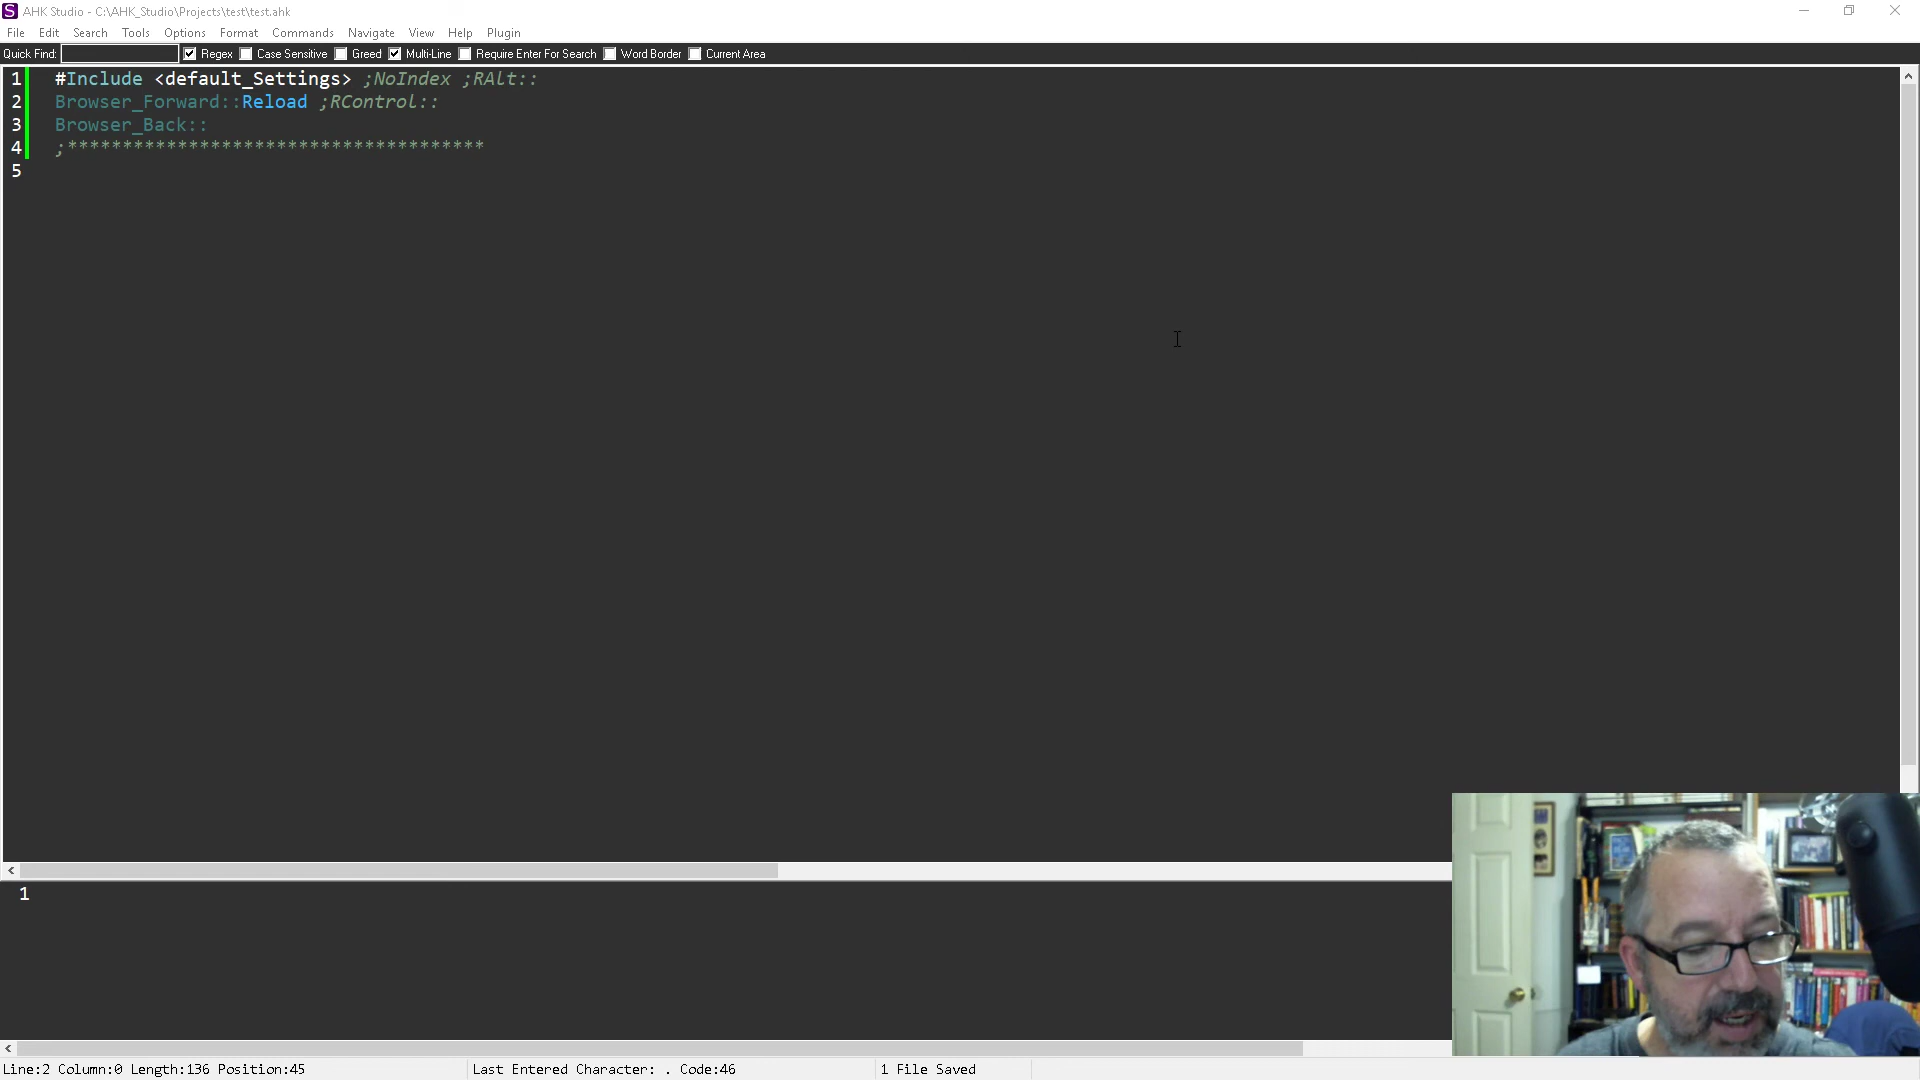 S AHK Studio - C:\AHK_Studio\Projects\test\test.ahk
File Edit Search Tools Options Format Commands Navigate View Help Plugin
Quick Find: Regex Case Sensitive Greed Multi-Line Require Enter For Search Word Border Current Area
1 #Include <default_Settings> ;NoIndex ;RAlt::
2 Browser_Forward::Reload ;RControl::
3 Browser_Back::
4 ;**************************************
5
1
Line:2 Column:0 Length:136 Position:45 Last Entered Character: . Code:46 1 File Saved